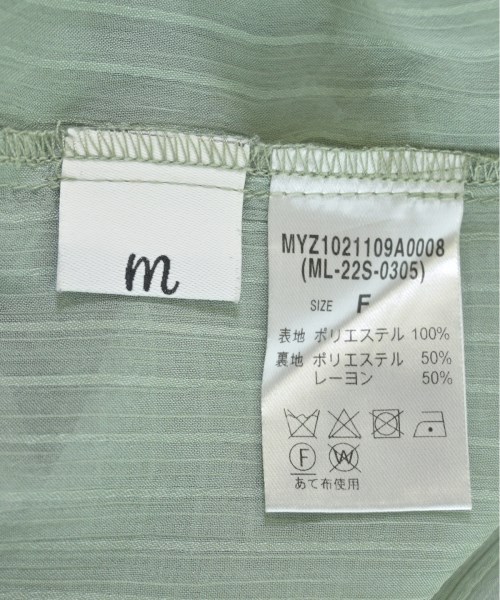 m
MYZ1021109A0008
(ML-22S-0305)
SIZE F
表地 ポリエステル 100%
裏地 ポリエステル 50%
レーヨン 50%
F W
あて布使用